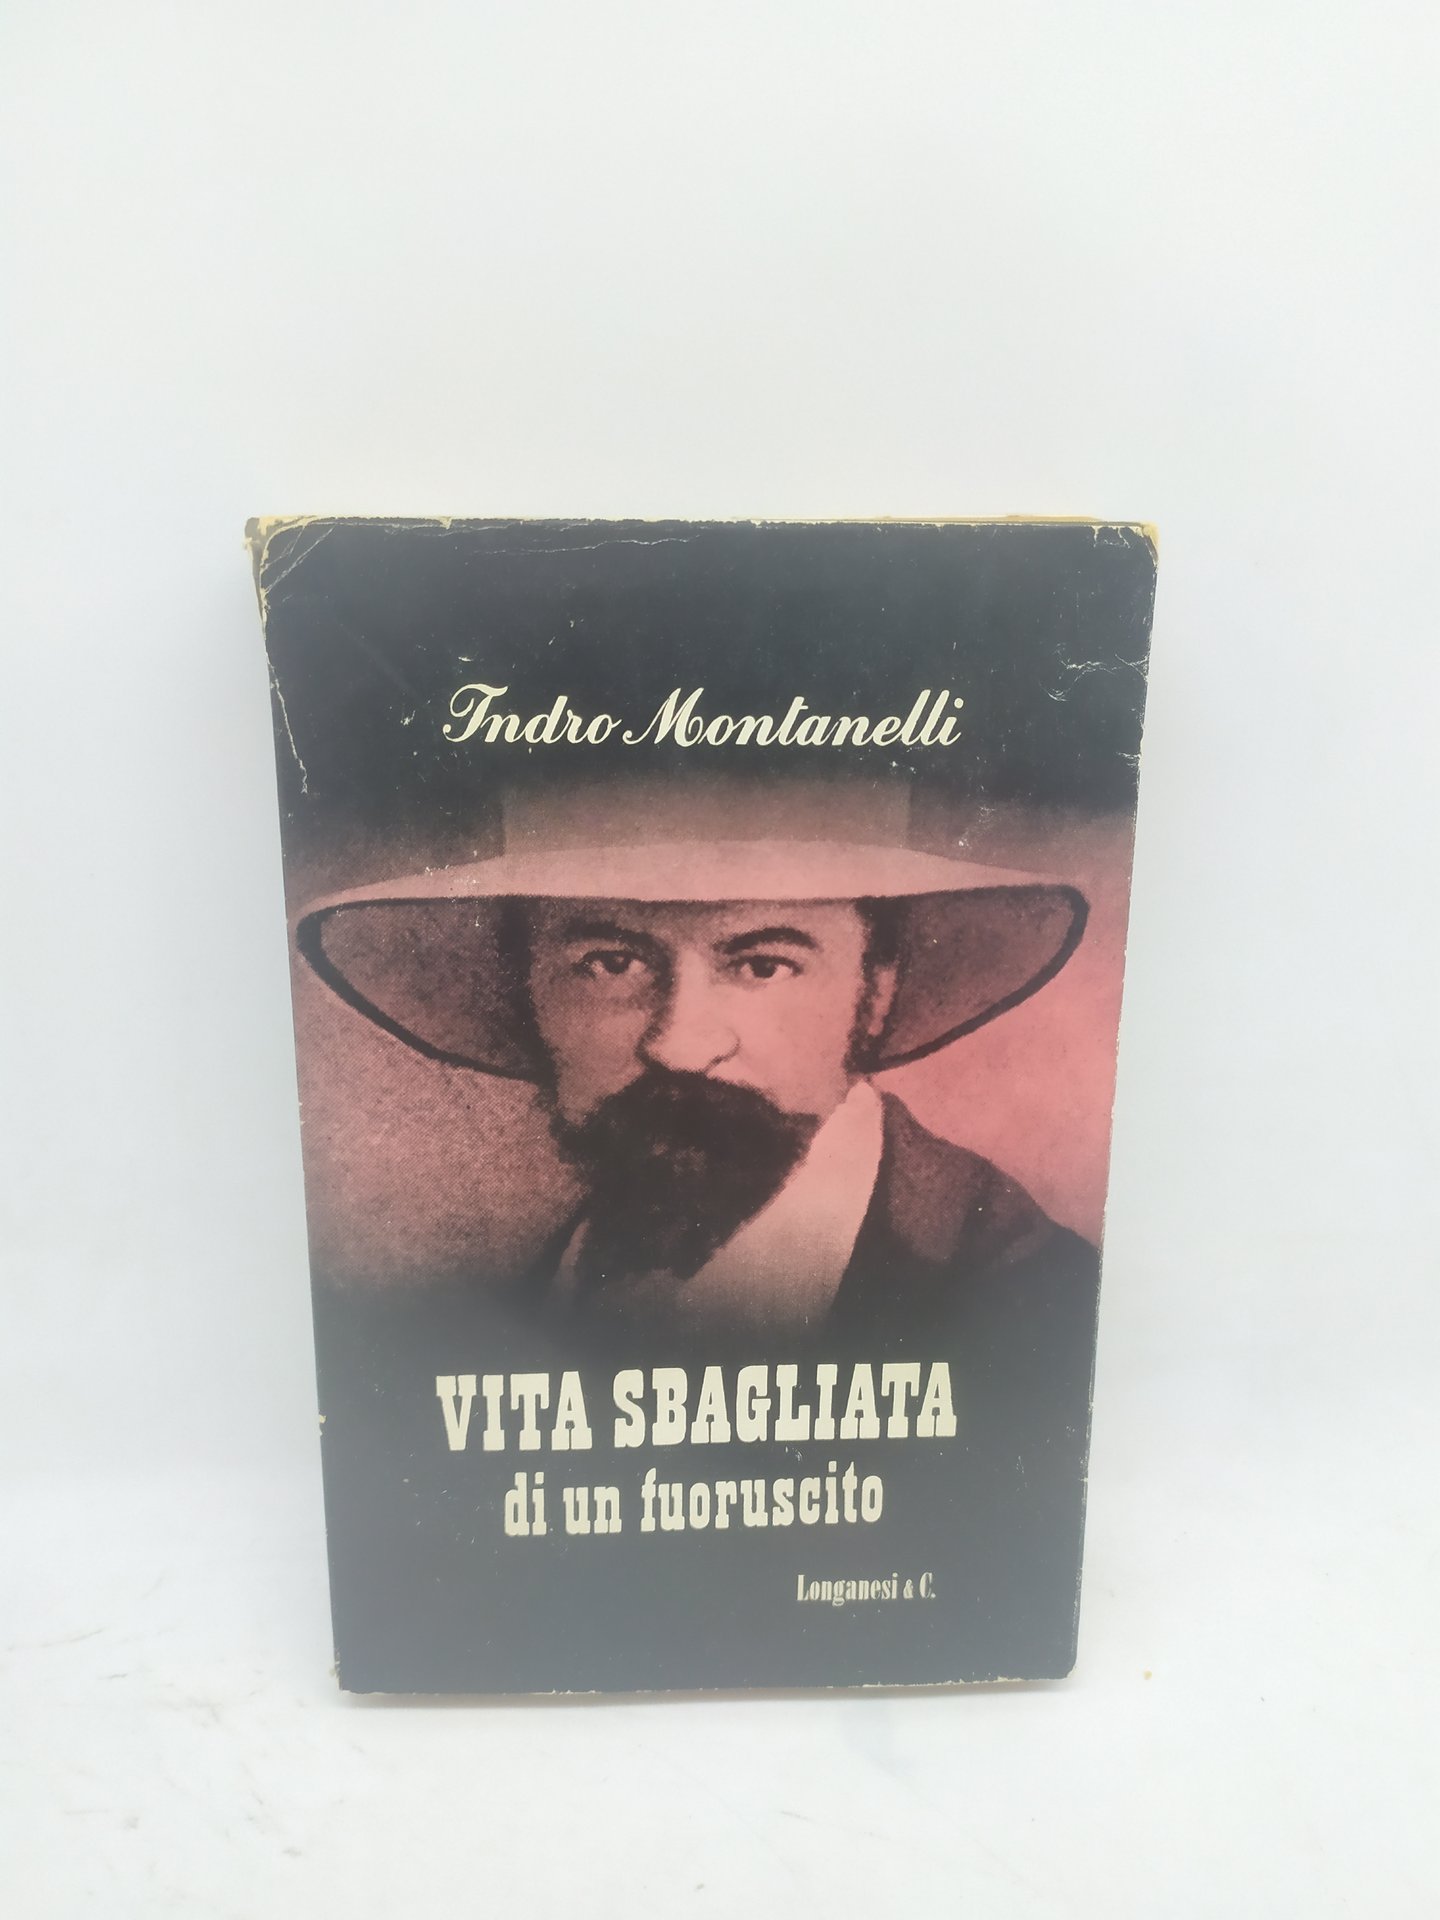 Indro Montanelli
VITA SBAGLIATA
di un fuoruscito
Longanesi & C.